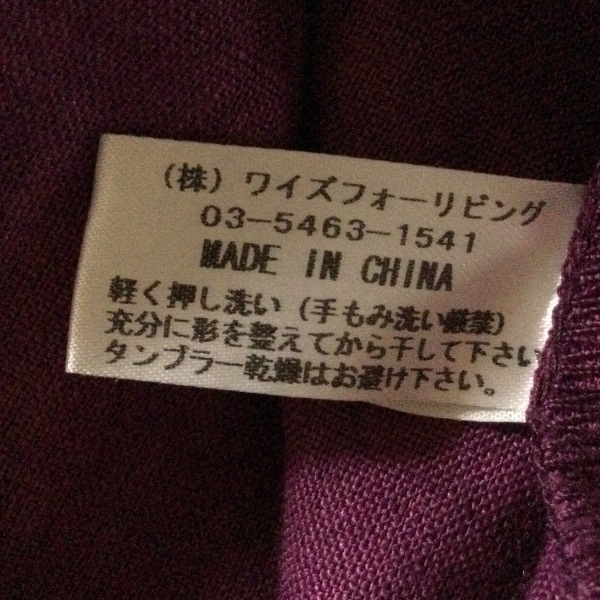 (株) ワイズフォーリビング
03-5463-1541
MADE IN CHINA
軽く押し洗い (手もみ洗い厳禁)
充分に形を整えてから干して下さい
タンブラー乾燥はお避け下さい。